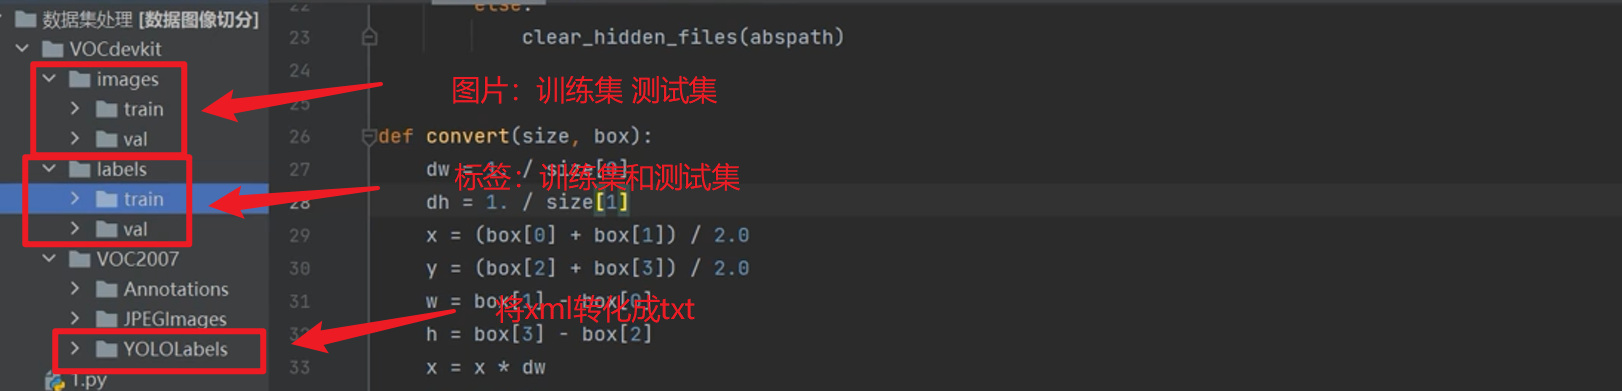 数据集处理 [数据图像切分]
VOCdevkit
images
train
val
labels
train
val
VOC2007
Annotations
JPEGImages
YOLOLabels
1.py
else:
23 clear_hidden_files(abspath)
24
图片：训练集 测试集
25
26 def convert(size, box):
27 dw = 1. / size[0]
标签：训练集和测试集
28 dh = 1. / size[1]
29 x = (box[0] + box[1]) / 2.0
30 y = (box[2] + box[3]) / 2.0
31 w = box[1] - box[0]
将xml转化成txt
32 h = box[3] - box[2]
33 x = x * dw